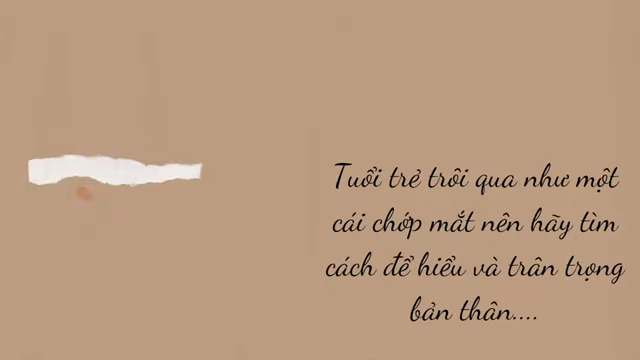 Tuổi trẻ trôi qua như một
cái chớp mắt nên hãy tìm
cách để hiểu và trân trọng
bản thân....